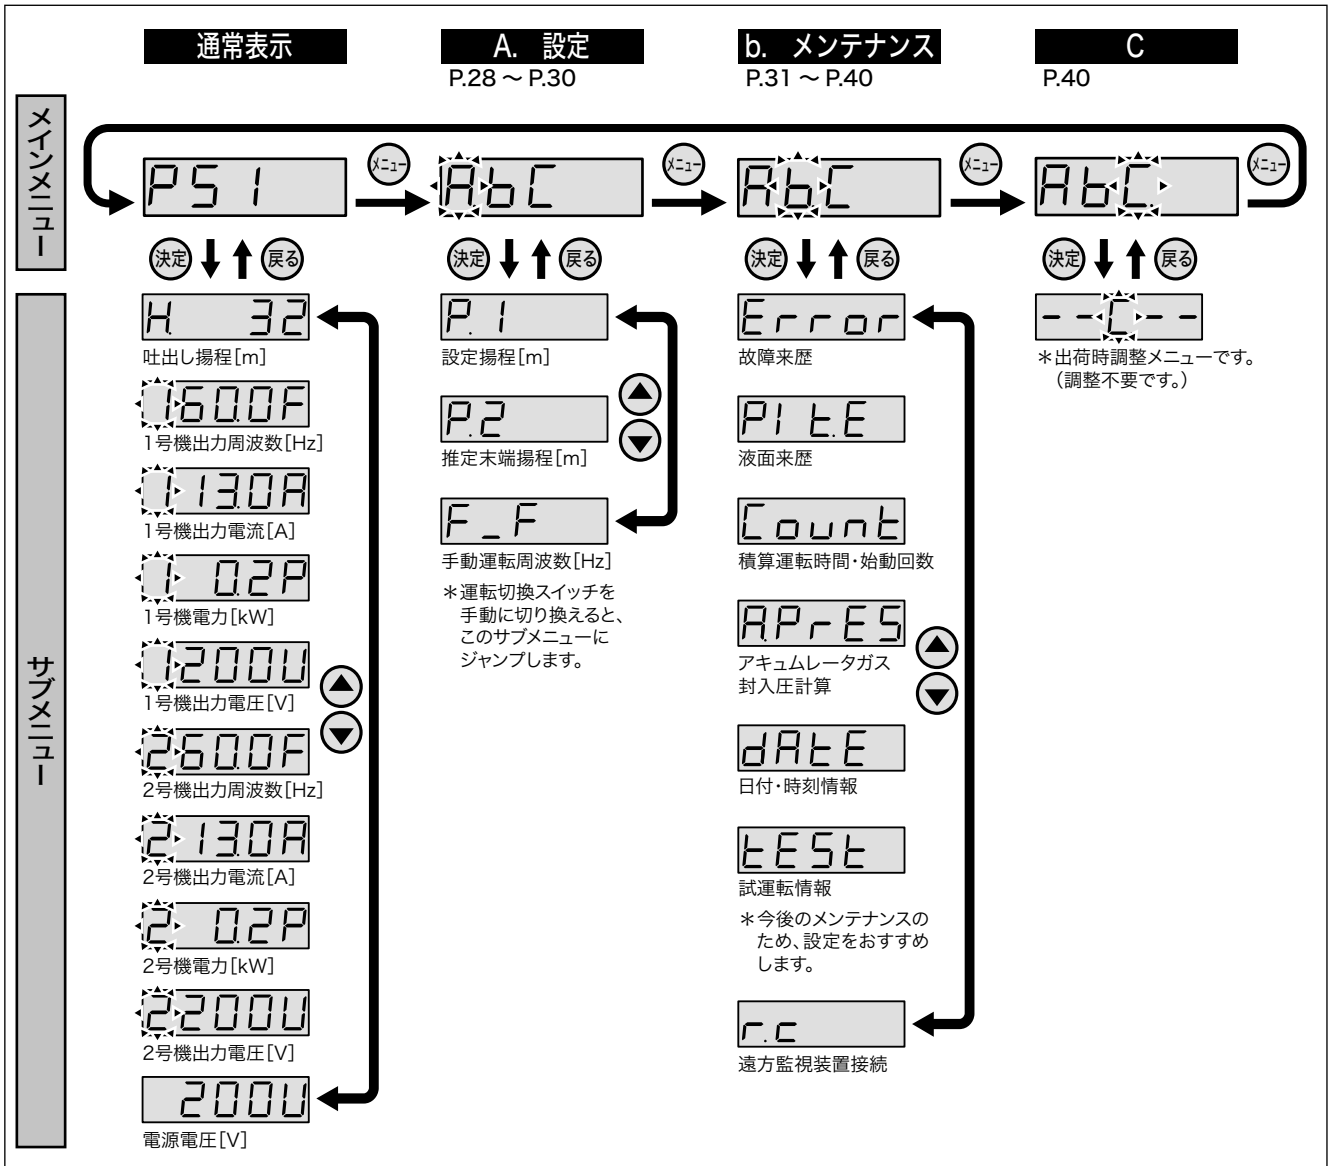 通常表示
A. 設定
P.28 ～ P.30
b. メンテナンス
P.31 ～ P.40
C
P.40
メインメニュー
PS1
メニュー
AbC
メニュー
AbC
メニュー
AbC.
メニュー
決定
戻る
決定
戻る
決定
戻る
決定
戻る
サブメニュー
H. 32
吐出し揚程[m]
160.0F
1号機出力周波数[Hz]
1 13.0A
1号機出力電流[A]
1 0.2P
1号機電力[kW]
1200U
1号機出力電圧[V]
260.0F
2号機出力周波数[Hz]
2 13.0A
2号機出力電流[A]
2 0.2P
2号機電力[kW]
2200U
2号機出力電圧[V]
200U
電源電圧[V]
P. 1
設定揚程[m]
P.2
推定末端揚程[m]
F_F
手動運転周波数[Hz]
＊運転切換スイッチを
手動に切り換えると、
このサブメニューに
ジャンプします。
Error
故障来歴
PI t.E
液面来歴
Count
積算運転時間・始動回数
A.PrES
アキュムレータガス
封入圧計算
dAtE
日付・時刻情報
tESt
試運転情報
＊今後のメンテナンスの
ため、設定をおすすめ
します。
r.c
遠方監視装置接続
--C--
＊出荷時調整メニューです。
（調整不要です。）